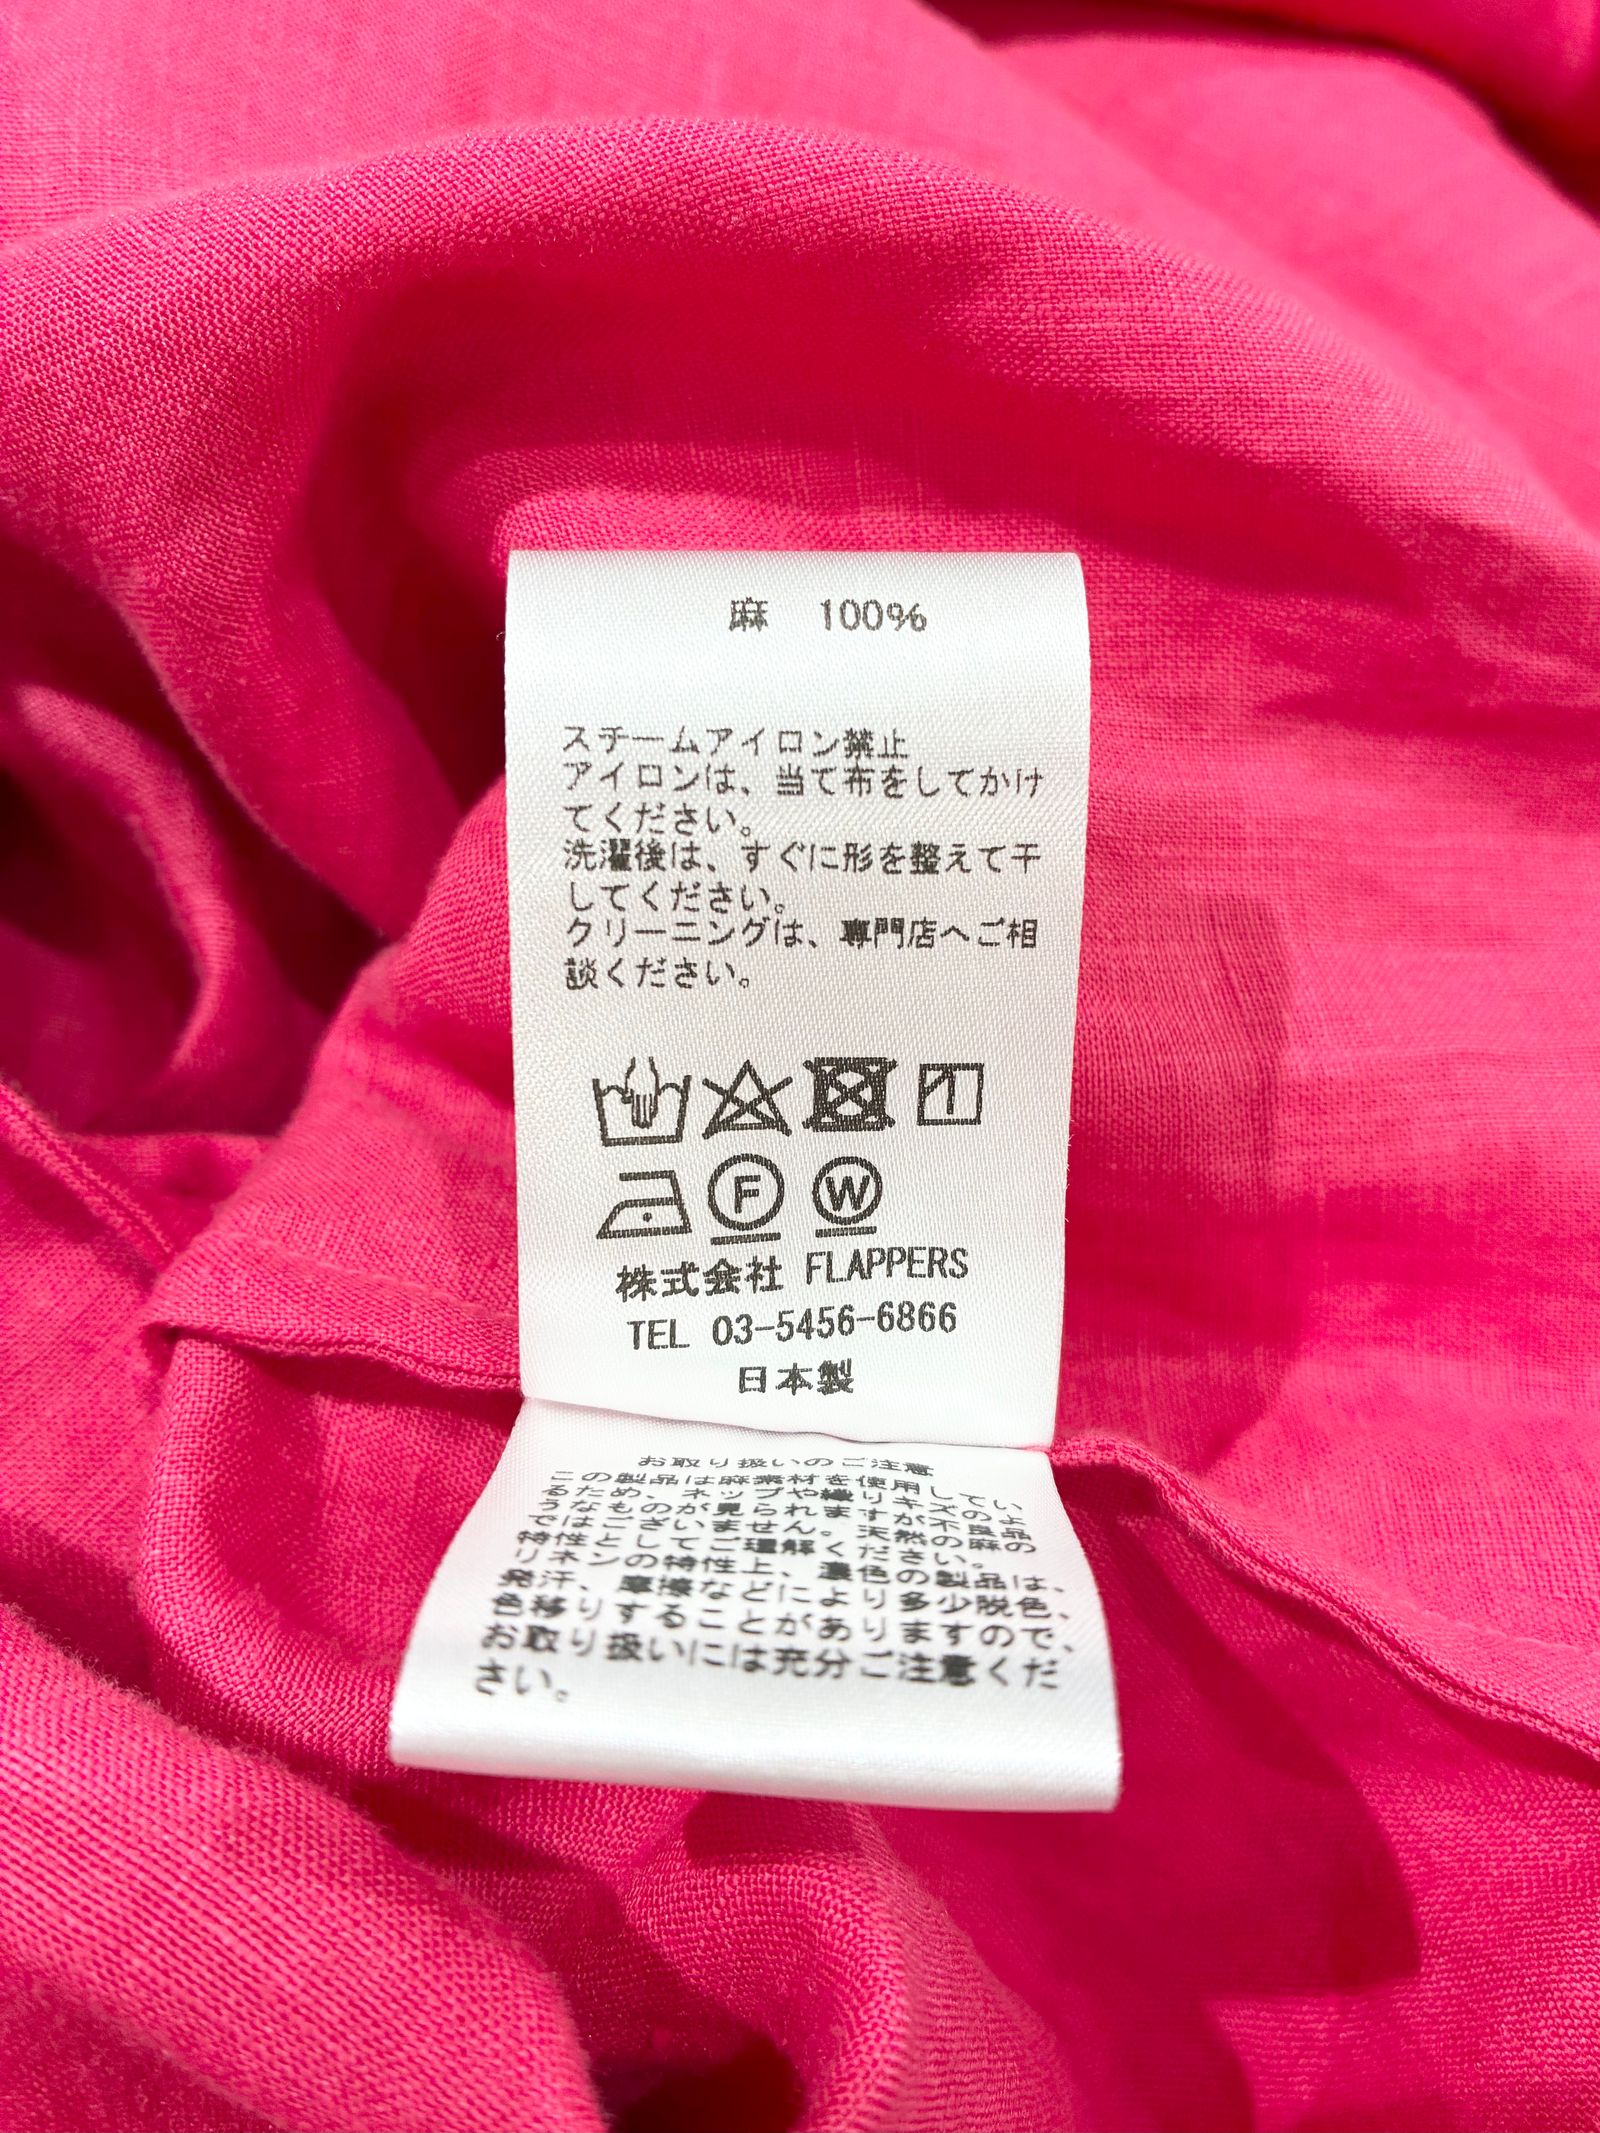 麻 100%
スチームアイロン禁止
アイロンは、当て布をしてかけ
てください。
洗濯後は、すぐに形を整えて干
してください。
クリーニングは、専門店へご相
談ください。
F W
株式会社 FLAPPERS
TEL 03-5456-6866
日本製
お取り扱いのご注意
この製品は麻素材を使用してい
るため、ネップや織りキズのよ
うなものが見られますが不良品
ではございません。天然の麻の
特性としてご理解ください。
リネンの特性上、濃色の製品は、
発汗、摩擦などにより多少脱色、
色移りすることがありますので、
お取り扱いには充分ご注意くだ
さい。